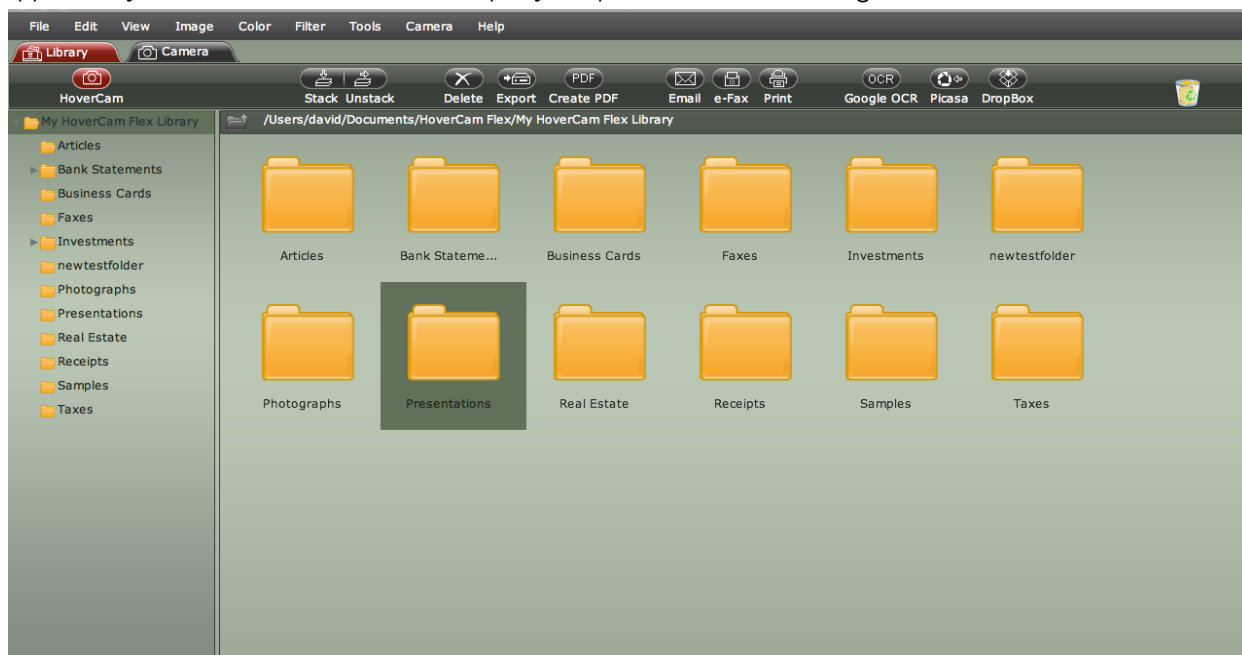 File Edit View Image Color Filter Tools Camera Help
Library Camera
OCR
PDF
HoverCam Stack Unstack Delete Export Create PDF Email e-Fax Print Google OCR Picasa DropBox
My HoverCam Flex Library
/Users/david/Documents/HoverCam Flex/My HoverCam Flex Library
Articles
Bank Statements
Business Cards
Faxes
Investments
newtestfolder
Photographs
Presentations
Real Estate
Receipts
Samples
Taxes
Articles Bank Stateme... Business Cards Faxes Investments newtestfolder
Photographs Presentations Real Estate Receipts Samples Taxes